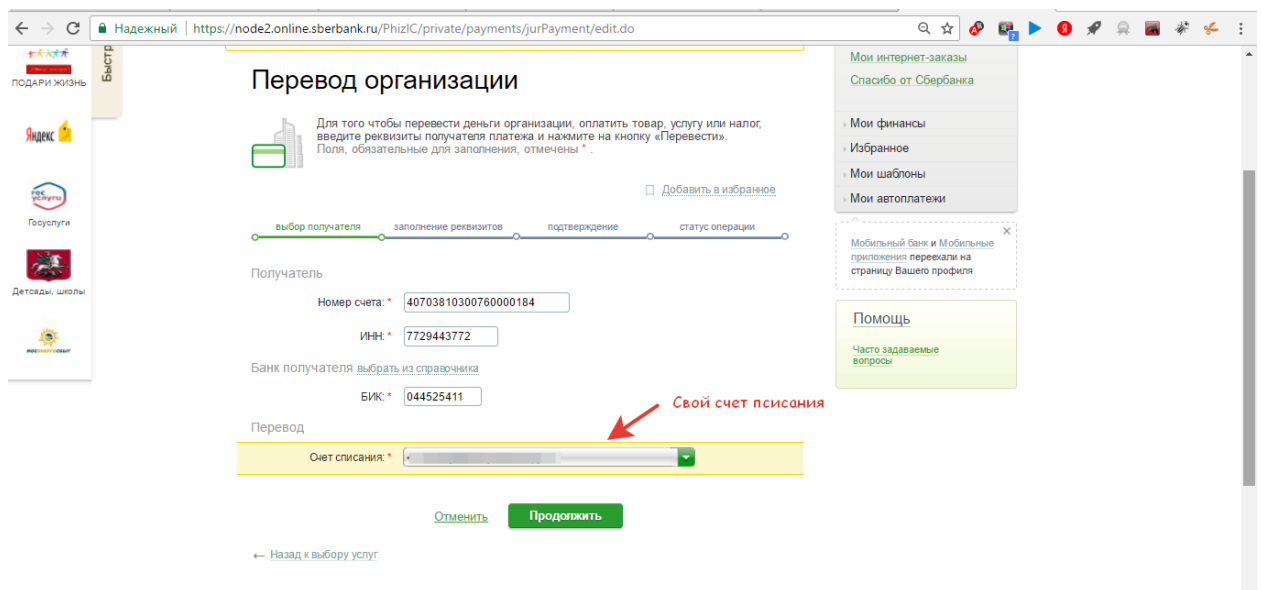 Надежный | https://node2.online.sberbank.ru/PhizIC/private/payments/jurPayment/edit.do
ПОДАРИ ЖИЗНЬ
Быстр
Яндекс
гос
услуги
Госуслуги
Детсады, школы
МОСЭНЕРГОСБЫТ
Перевод организации
Для того чтобы перевести деньги организации, оплатить товар, услугу или налог,
введите реквизиты получателя платежа и нажмите на кнопку «Перевести».
Поля, обязательные для заполнения, отмечены * .
Добавить в избранное
выбор получателя заполнение реквизитов подтверждение статус операции
Получатель
Номер счета: * 40703810300760000184
ИНН: * 7729443772
Банк получателя выбрать из справочника
БИК: * 044525411
Свой счет псисания
Перевод
Счет списания: *
Отменить Продолжить
← Назад к выбору услуг
Мои интернет-заказы
Спасибо от Сбербанка
Мои финансы
Избранное
Мои шаблоны
Мои автоплатежи
Мобильный банк и Мобильные
приложения переехали на
страницу Вашего профиля
Помощь
Часто задаваемые
вопросы